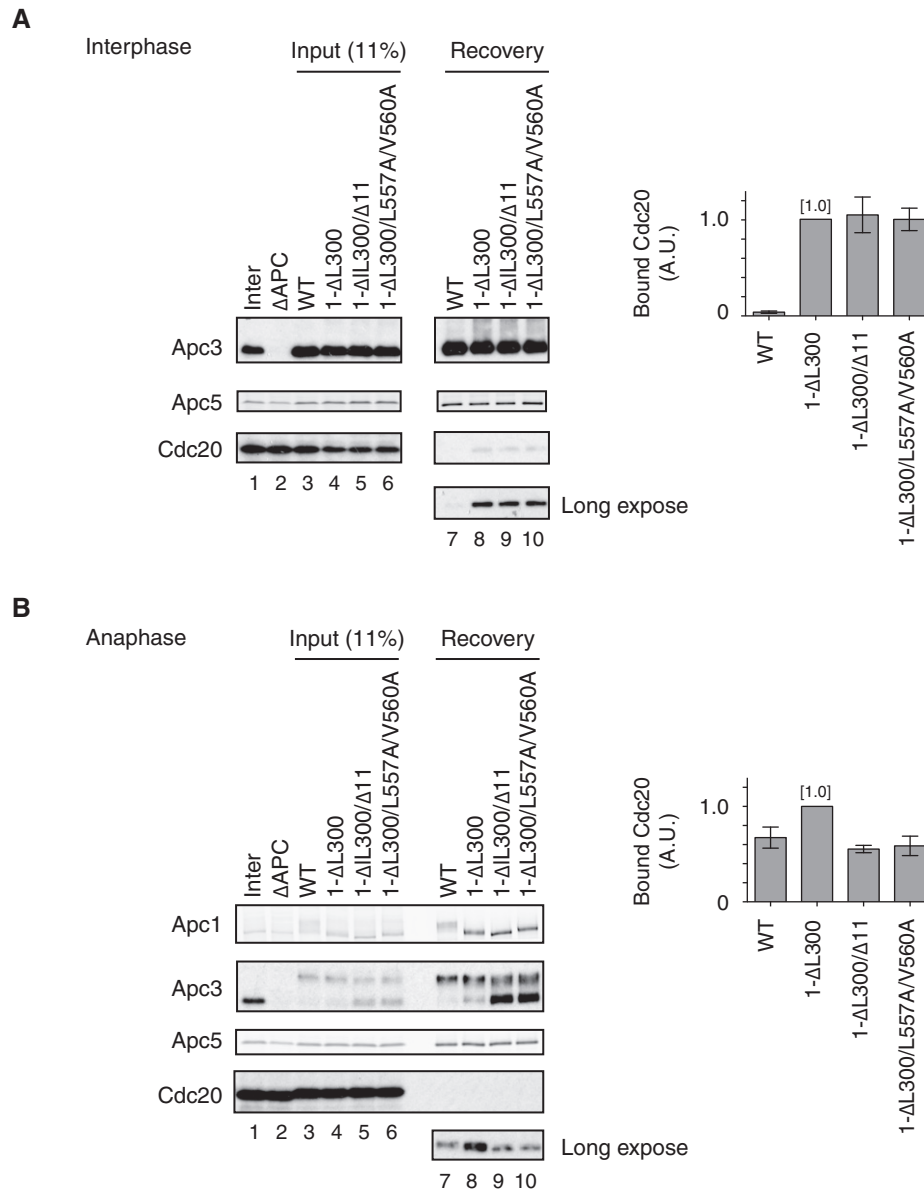 A
Interphase
Input (11%)
Recovery
Inter
ΔAPC
WT
1-ΔL300
1-ΔIL300/Δ11
1-ΔL300/L557A/V560A
WT
1-ΔL300
1-ΔIL300/Δ11
1-ΔL300/L557A/V560A
Apc3
Apc5
Cdc20
1 2 3 4 5 6
Long expose
7 8 9 10
Bound Cdc20
(A.U.)
1.0
0
[1.0]
WT
1-ΔL300
1-ΔL300/Δ11
1-ΔL300/L557A/V560A
B
Anaphase
Input (11%)
Recovery
Inter
ΔAPC
WT
1-ΔL300
1-ΔIL300/Δ11
1-ΔL300/L557A/V560A
WT
1-ΔL300
1-ΔIL300/Δ11
1-ΔL300/L557A/V560A
Apc1
Apc3
Apc5
Cdc20
1 2 3 4 5 6
Long expose
7 8 9 10
Bound Cdc20
(A.U.)
1.0
0
[1.0]
WT
1-ΔL300
1-ΔL300/Δ11
1-ΔL300/L557A/V560A